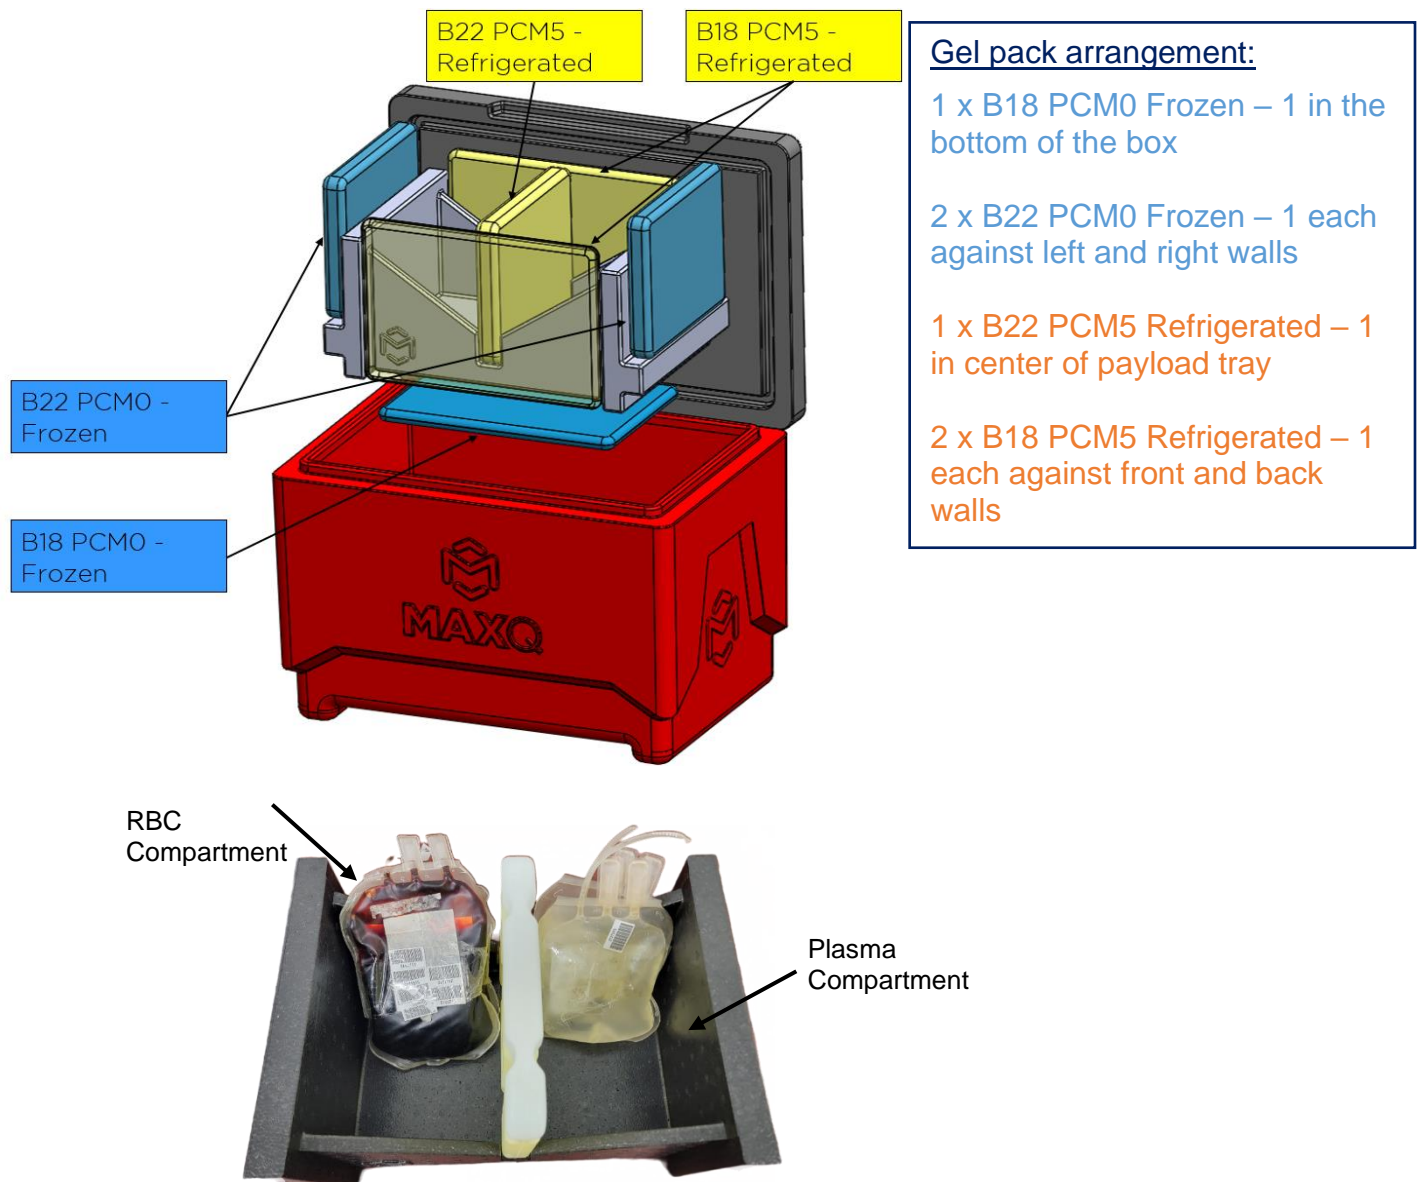 B22 PCM5 -
Refrigerated
B18 PCM5 -
Refrigerated
Gel pack arrangement:
1 x B18 PCM0 Frozen – 1 in the
bottom of the box
2 x B22 PCM0 Frozen – 1 each
against left and right walls
1 x B22 PCM5 Refrigerated – 1
in center of payload tray
2 x B18 PCM5 Refrigerated – 1
each against front and back
walls
B22 PCM0 -
Frozen
B18 PCM0 -
Frozen
MAXQ
RBC
Compartment
Plasma
Compartment